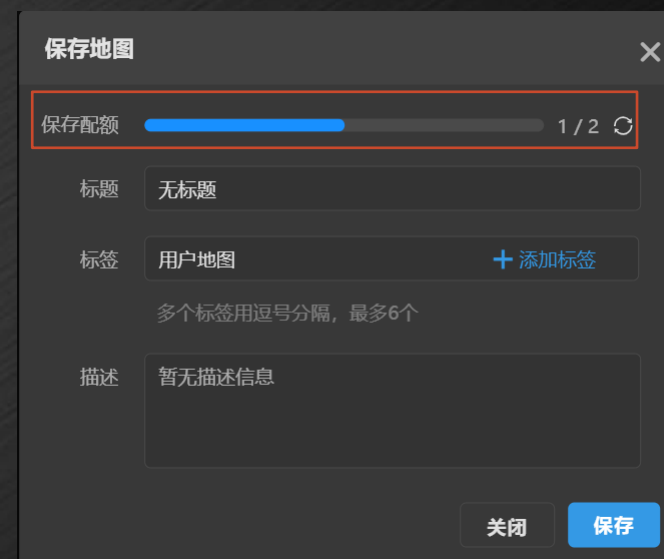 保存地图
保存配额 1 / 2
标题 无标题
标签 用户地图 添加标签
多个标签用逗号分隔，最多6个
描述 暂无描述信息
关闭 保存